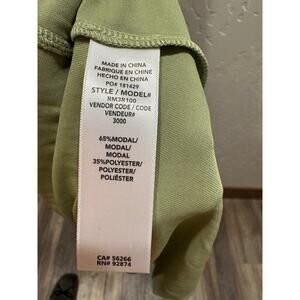 MADE IN CHINA
FABRIQUE EN CHINE
HECHO EN CHINA
PO# 181429
STYLE / MODEL#
RM3R100
VENDOR CODE / CODE
VENDEUR#
3000
65%MODAL/
MODAL/
MODAL
35%POLYESTER/
POLYESTER/
POLIÉSTER
CA# 56266
RN# 92874